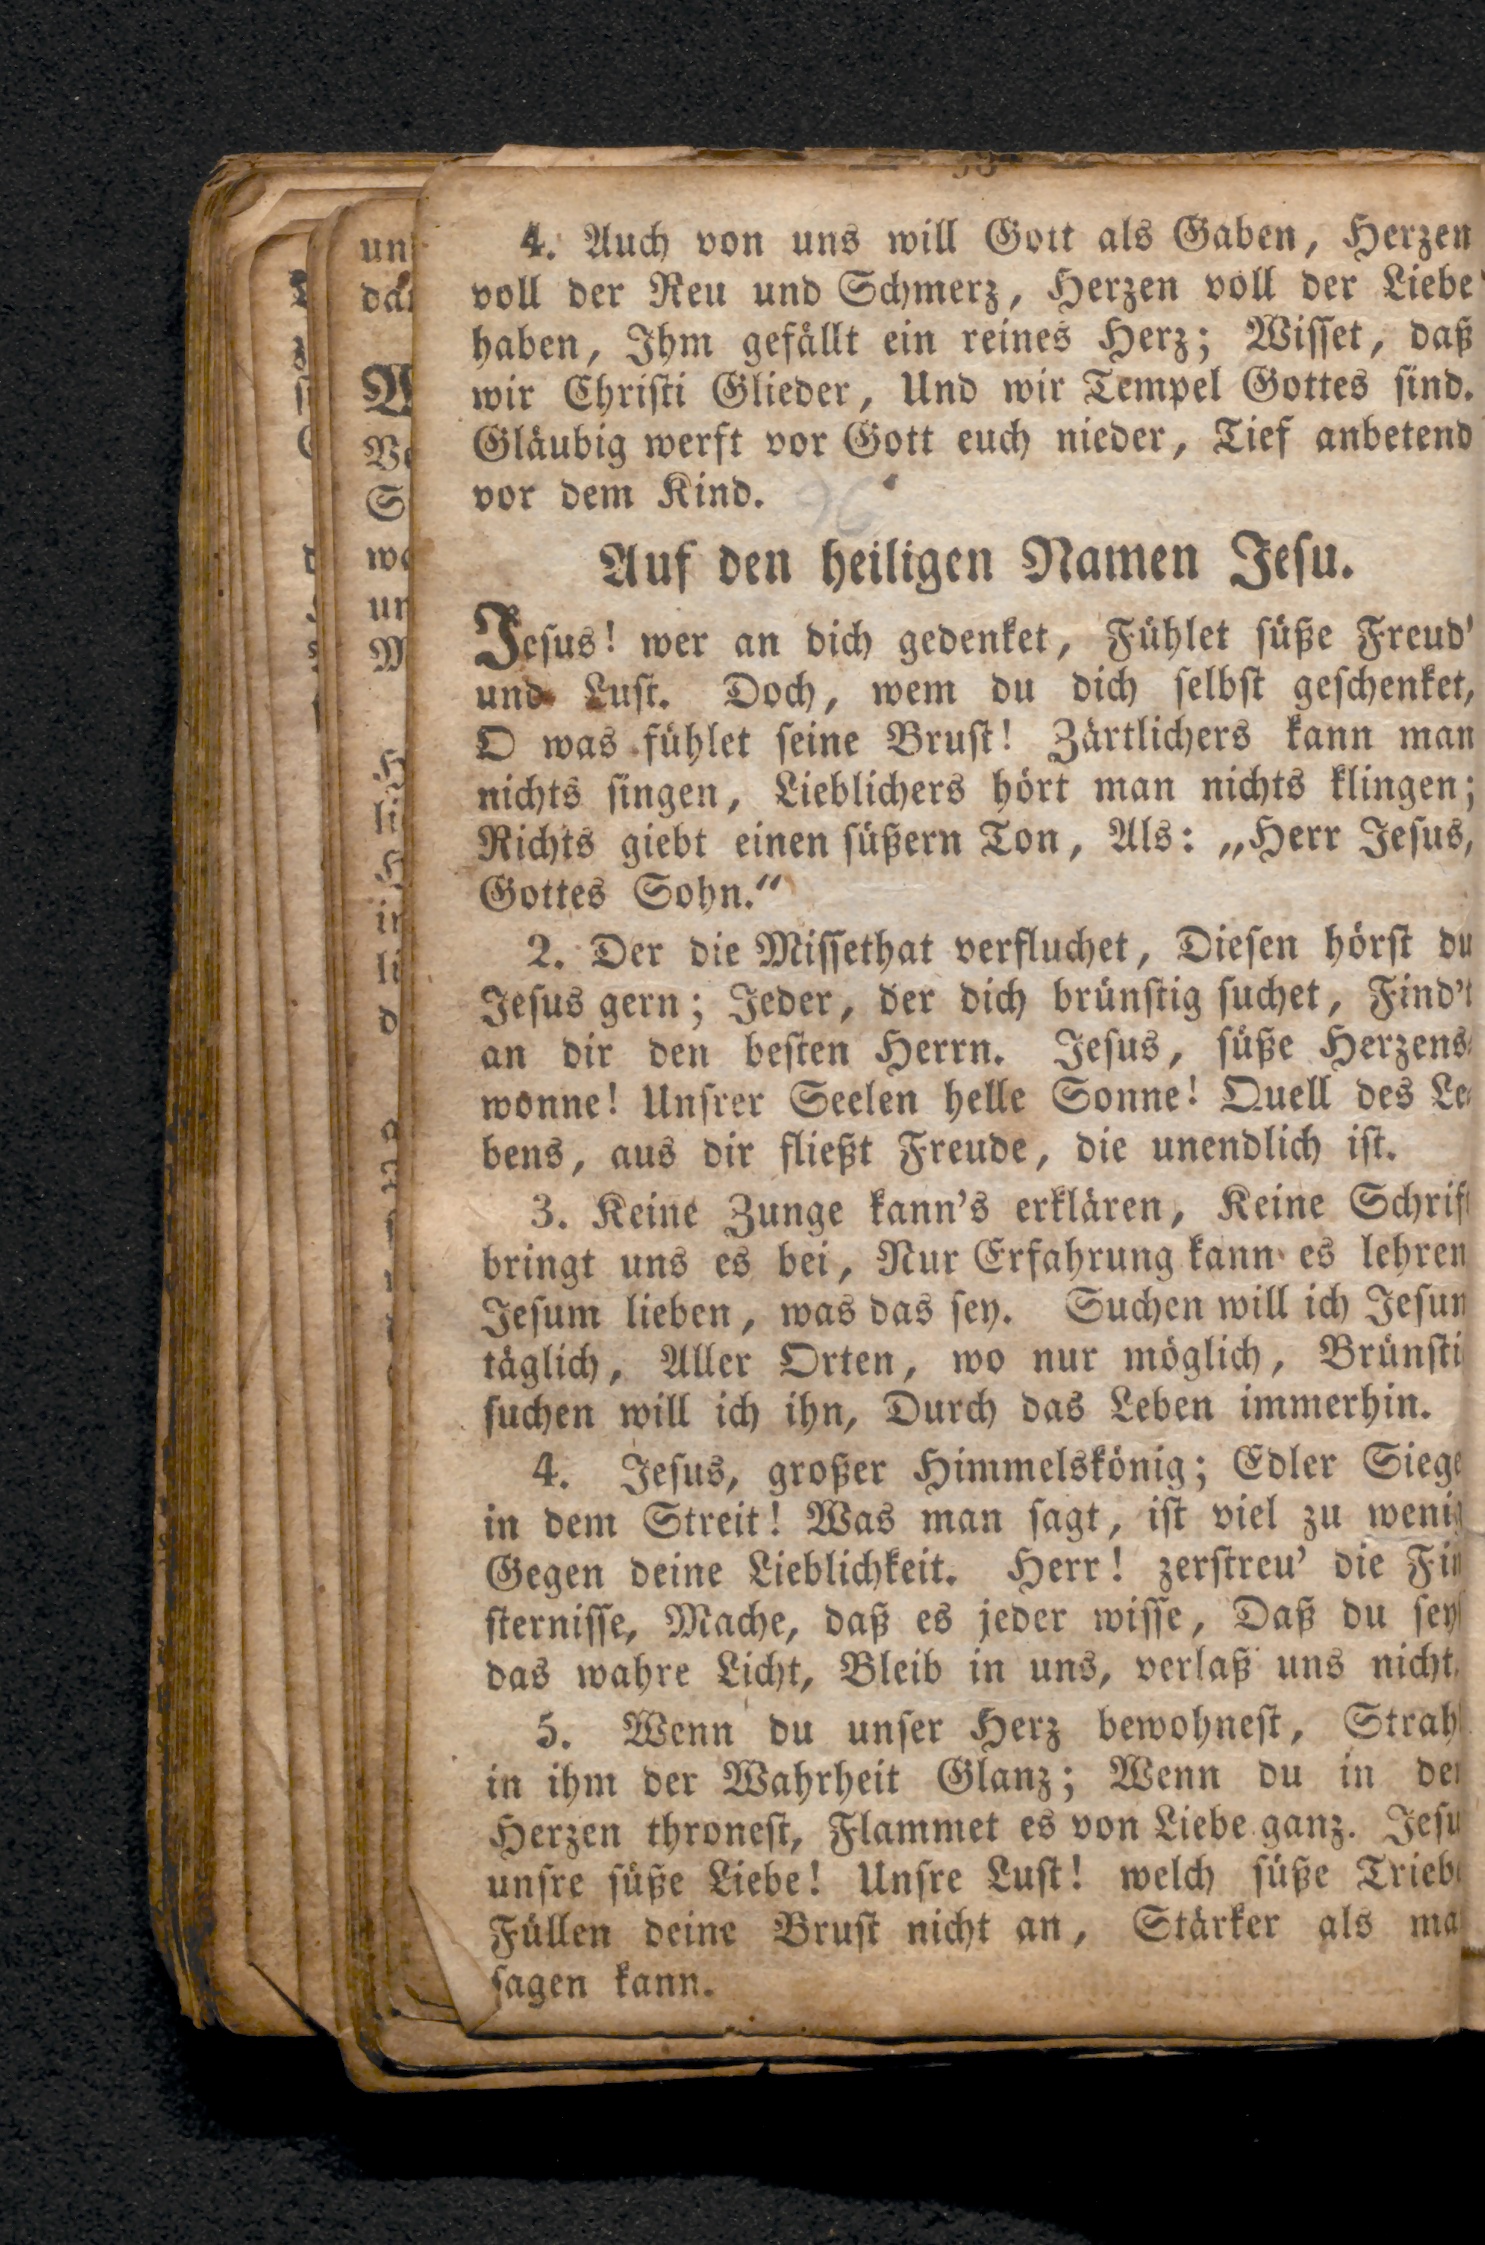 4. Auch von uns will Gott als Gaben, Herzen
voll der Reu und Schmerz, Herzen voll der Liebe
haben, Ihm gefällt ein reines Herz; Wisset, daß
wir Christi Glieder, Und wir Tempel Gottes sind.
Gläubig werft vor Gott euch nieder, Tief anbetend
vor dem Kind.
Auf den heiligen Namen Jesu.
Jesus! wer an dich gedenket, Fühlet süße Freud'
und Lust. Doch, wem du dich selbst geschenket,
O was fühlet seine Brust! Zärtlichers kann man
nichts singen, Lieblichers hört man nichts klingen;
Nichts giebt einen süßern Ton, Als: „Herr Jesus,
Gottes Sohn.“
2. Der die Missethat verfluchet, Diesen hörst du
Jesus gern; Jeder, der dich brünstig suchet, Find't
an dir den besten Herrn. Jesus, süße Herzens-
wonne! Unsrer Seelen helle Sonne! Quell des Le-
bens, aus dir fließt Freude, die unendlich ist.
3. Keine Zunge kann's erklären, Keine Schrif
bringt uns es bei, Nur Erfahrung kann es lehren
Jesum lieben, was das sey. Suchen will ich Jesum
täglich, Aller Orten, wo nur möglich, Brünsti
suchen will ich ihn, Durch das Leben immerhin.
4. Jesus, großer Himmelskönig; Edler Siege
in dem Streit! Was man sagt, ist viel zu wenig
Gegen deine Lieblichkeit. Herr! zerstreu' die Fin
sternisse, Mache, daß es jeder wisse, Daß du sey
das wahre Licht, Bleib in uns, verlaß uns nicht.
5. Wenn du unser Herz bewohnest, Strah
in ihm der Wahrheit Glanz; Wenn du in de
Herzen thronest, Flammet es von Liebe ganz. Jesu
unsre süße Liebe! Unsre Lust! welch süße Triebe
Füllen deine Brust nicht an, Stärker als ma
sagen kann.